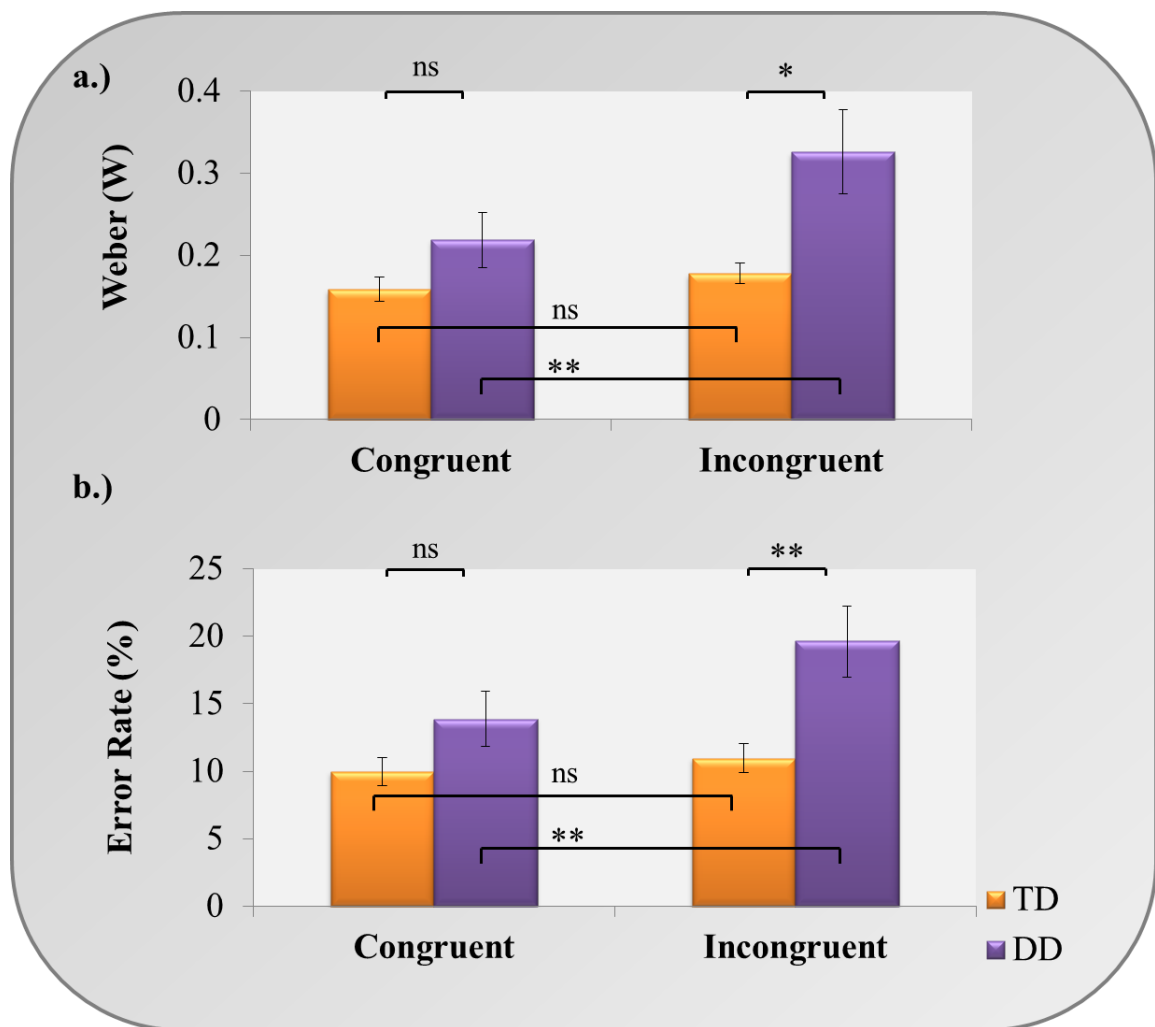 a.)
ns
*
0.4
0.3
0.2
0.1
0
Weber (W)
ns
**
Congruent
Incongruent
b.)
ns
**
25
20
15
10
5
0
Error Rate (%)
ns
**
Congruent
Incongruent
TD
DD